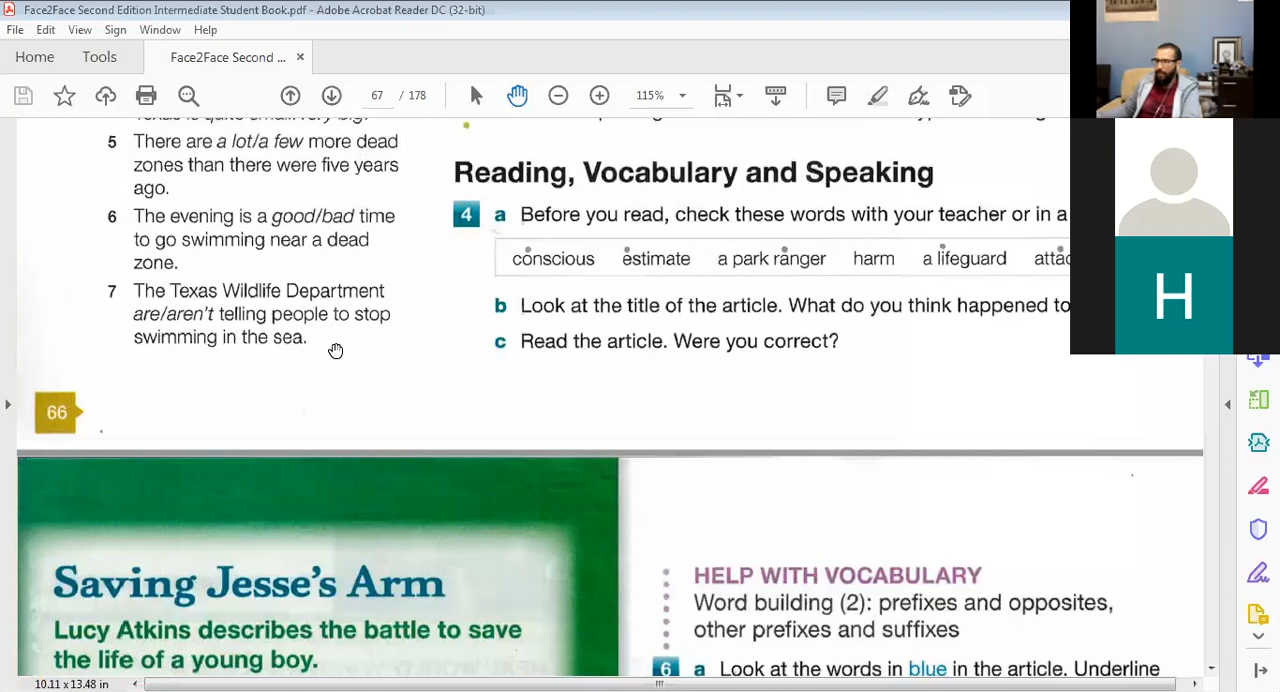 Face2Face Second Edition Intermediate Student Book.pdf - Adobe Acrobat Reader DC (32-bit)
File Edit View Sign Window Help
Home Tools Face2Face Second ... ×
67 / 178 115%
5 There are a lot/a few more dead
zones than there were five years
ago.
6 The evening is a good/bad time
to go swimming near a dead
zone.
7 The Texas Wildlife Department
are/aren't telling people to stop
swimming in the sea.
66
Reading, Vocabulary and Speaking
4 a Before you read, check these words with your teacher or in a
conscious estimate a park ranger harm a lifeguard
b Look at the title of the article. What do you think happened to
c Read the article. Were you correct?
H
Saving Jesse's Arm
Lucy Atkins describes the battle to save
the life of a young boy.
HELP WITH VOCABULARY
Word building (2): prefixes and opposites,
other prefixes and suffixes
6 a Look at the words in blue in the article. Underline
10.11 x 13.48 in